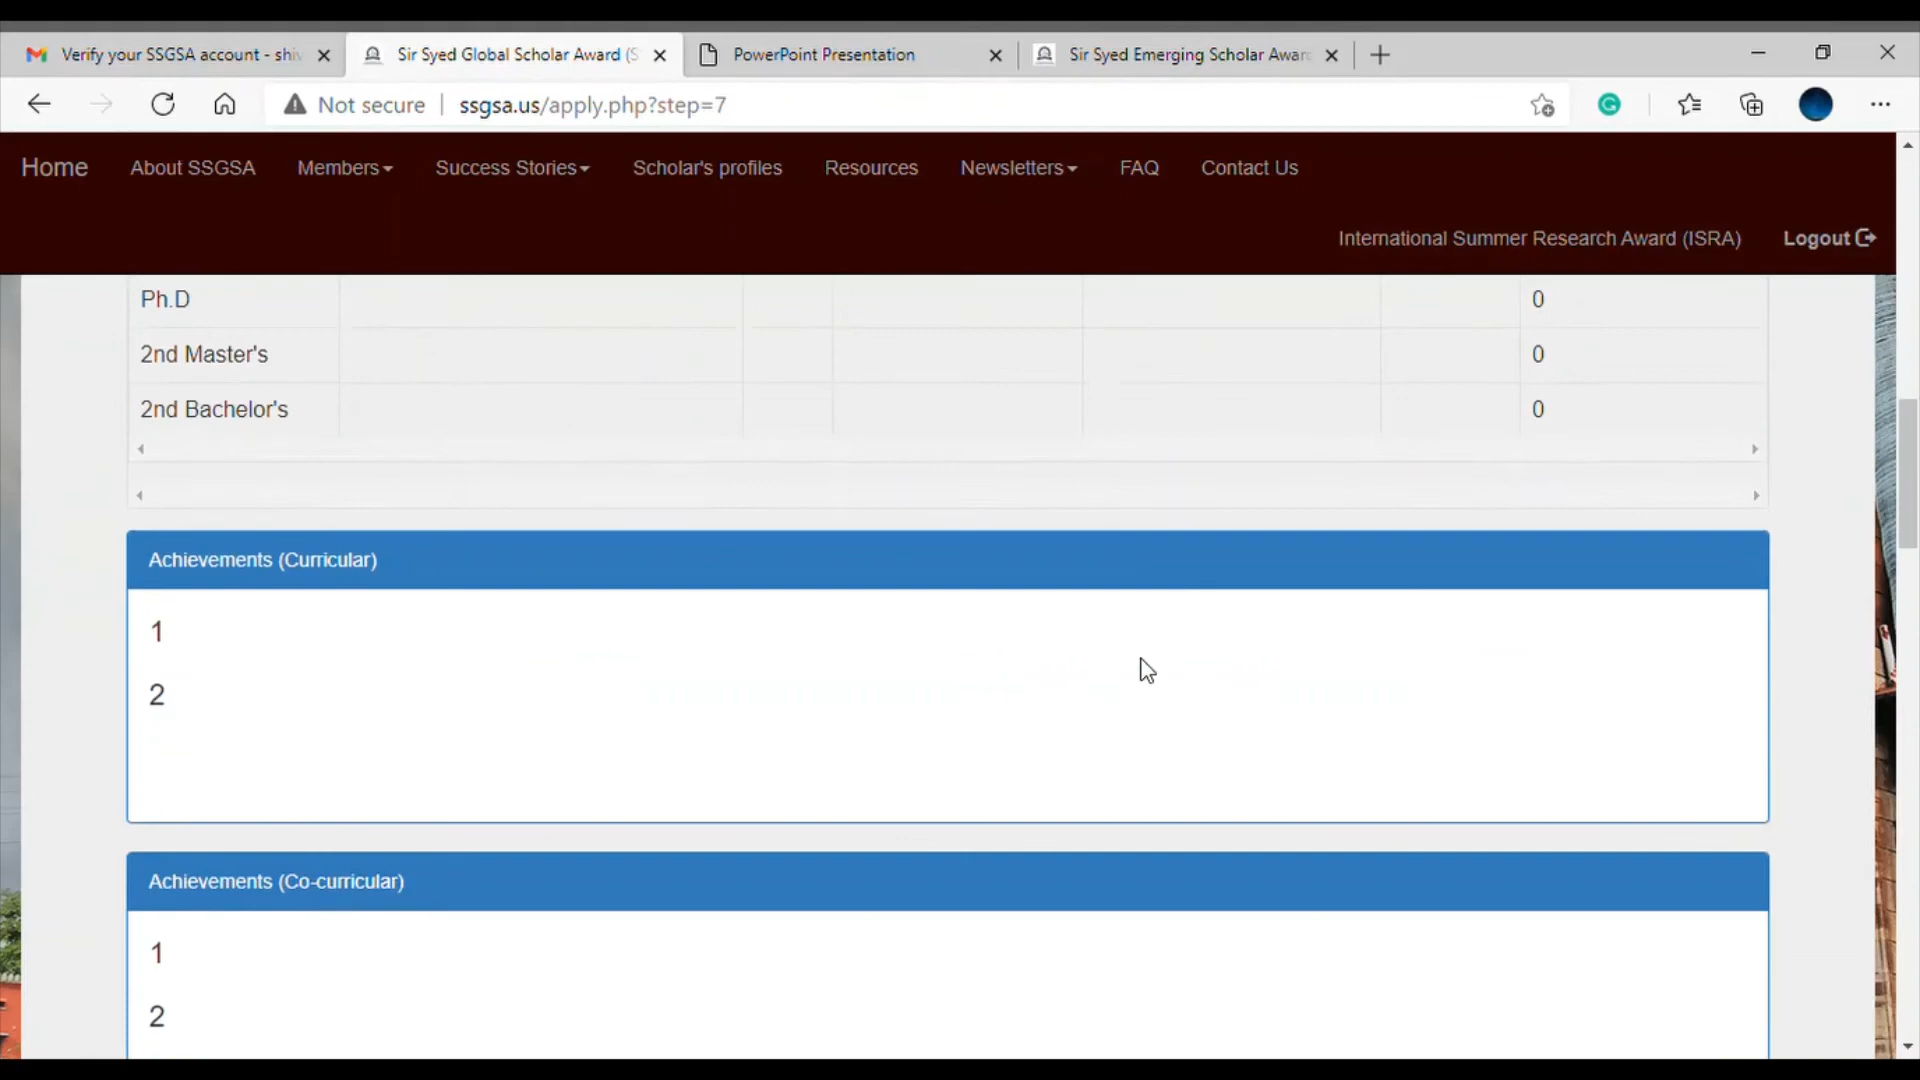 Verify your SSGSA account - shiv
Sir Syed Global Scholar Award (S
PowerPoint Presentation
Sir Syed Emerging Scholar Awar
Not secure
ssgsa.us/apply.php?step=7
Home
About SSGSA
Members
Success Stories
Scholar's profiles
Resources
Newsletters
FAQ
Contact Us
International Summer Research Award (ISRA)
Logout
Ph.D 0
2nd Master's 0
2nd Bachelor's 0
Achievements (Curricular)
1
2
Achievements (Co-curricular)
1
2